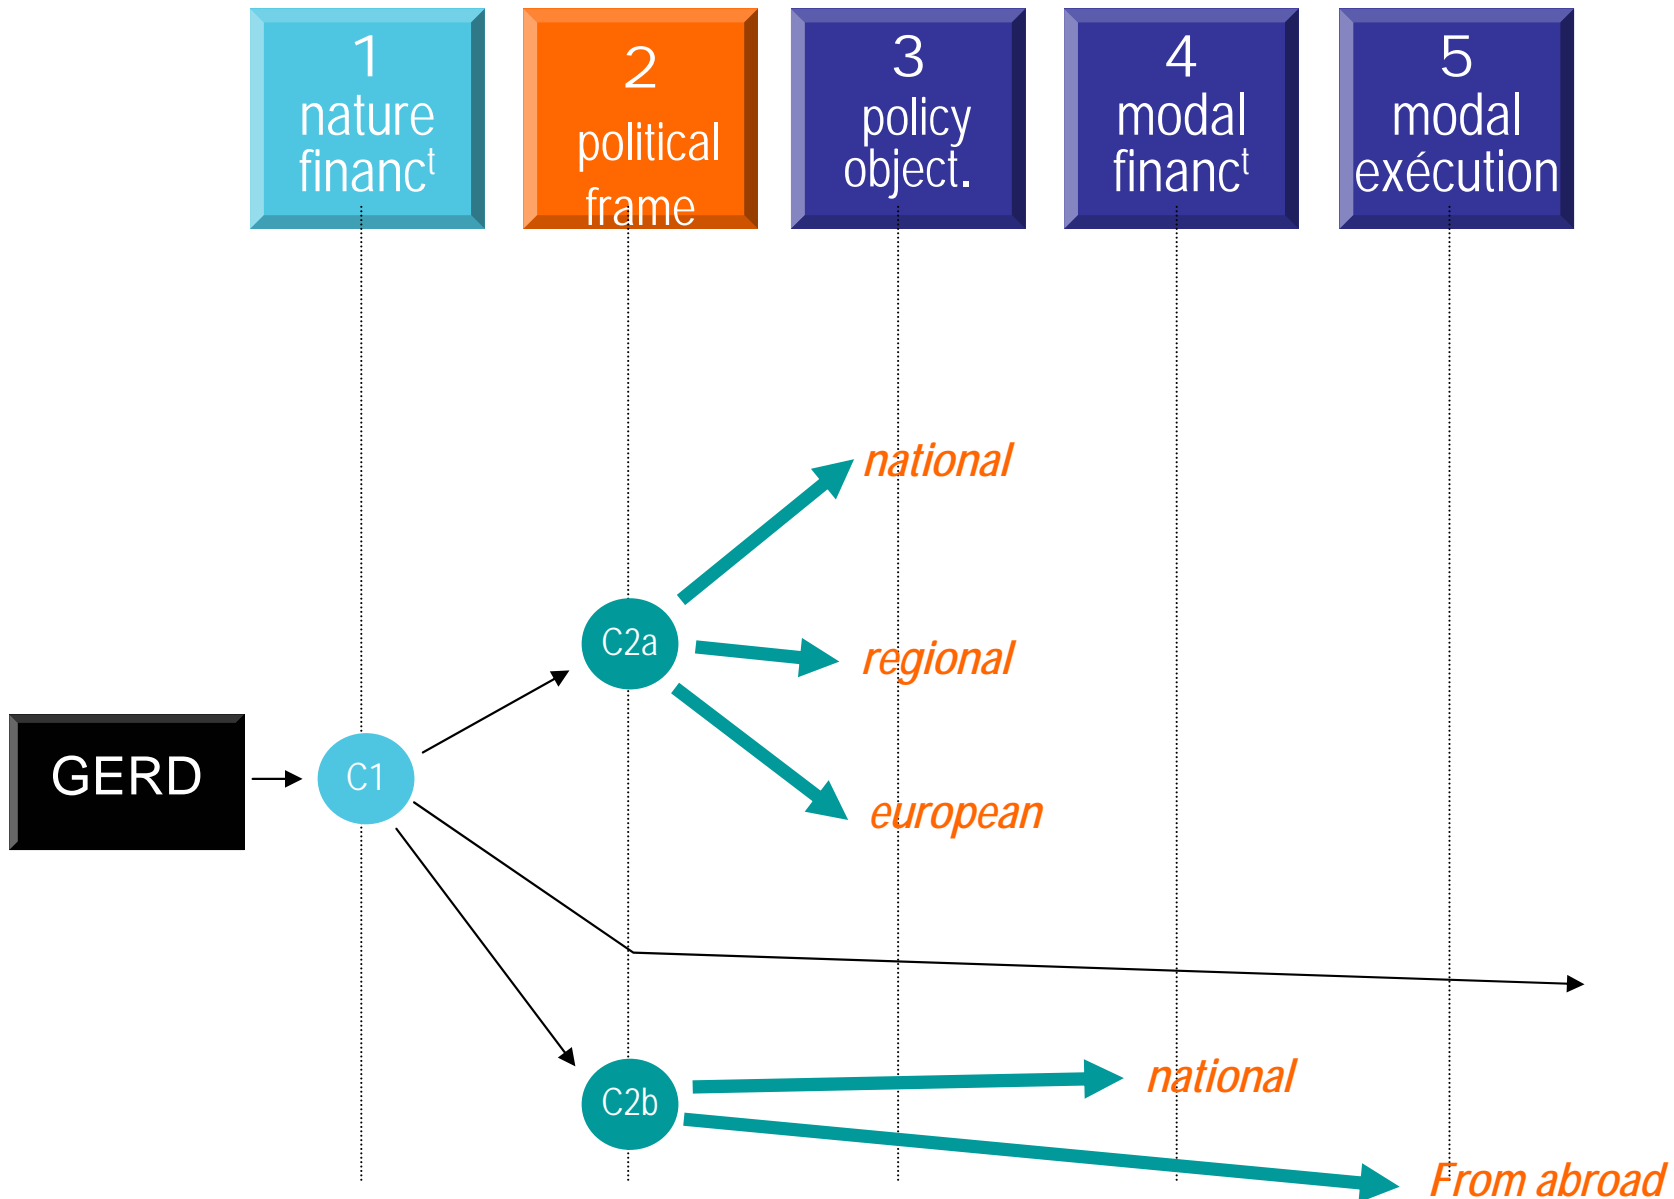 1
nature
financᵗ
2
political
frame
3
policy
object.
4
modal
financᵗ
5
modal
exécution
national
C2a
regional
GERD
C1
european
C2b
national
From abroad